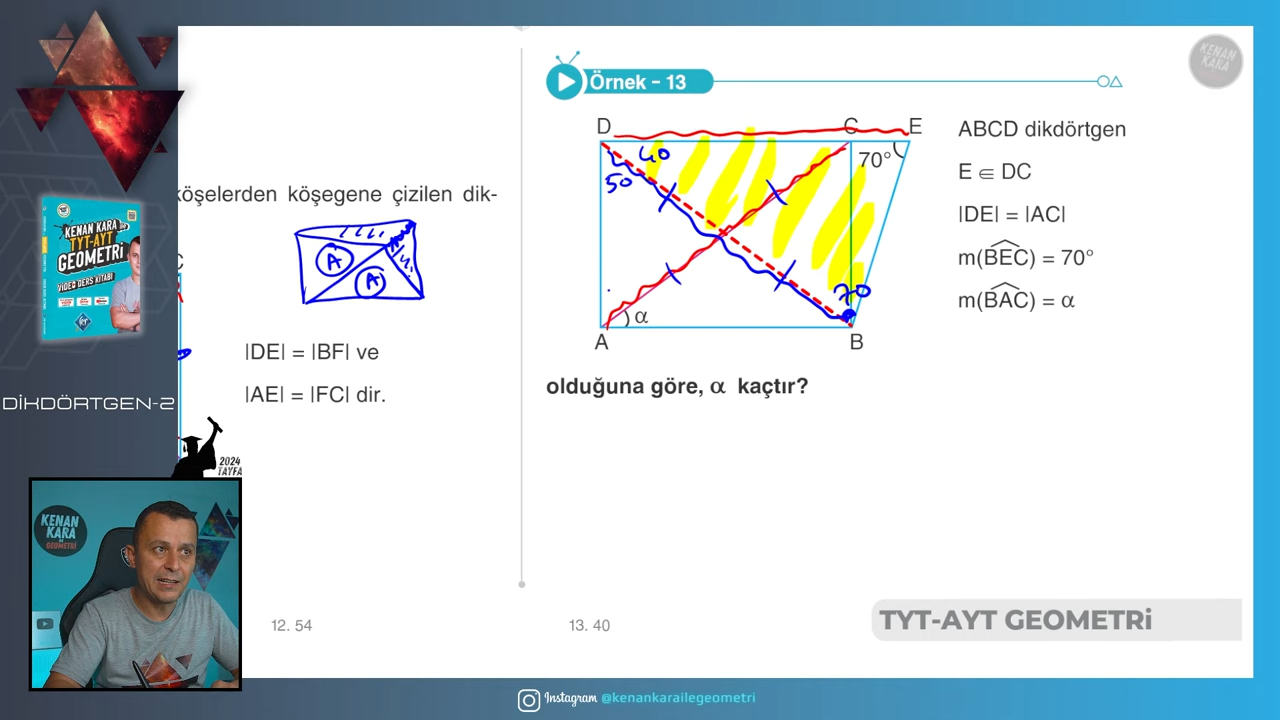 KENAN
KARA
Örnek - 13
D
C
E
40
70°
50
70
α
A
B
ABCD dikdörtgen
E ∈ DC
|DE| = |AC|
m(BEC) = 70°
m(BAC) = α
olduğuna göre, α kaçtır?
köşelerden köşegene çizilen dik-
A
A
C
|DE| = |BF| ve
|AE| = |FC| dir.
KENAN KARA
TYT-AYT
GEOMETRİ
VİDEO DERS KİTABI
DİKDÖRTGEN-2
2024
TAYFA
KENAN
KARA
GEOMETRİ
12. 54
13. 40
TYT-AYT GEOMETRİ
Instagram @kenankarailegeometri